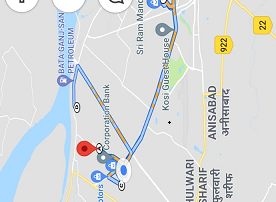 BATA GANJ-SAN
PETROLEUM
Sri Ram Mand
Kosi Guest House
Corporation Bank
922
22
ANISABAD
अनीसाबाद
HULWARI
SHARIF
फुलवारी
शरीफ
olors